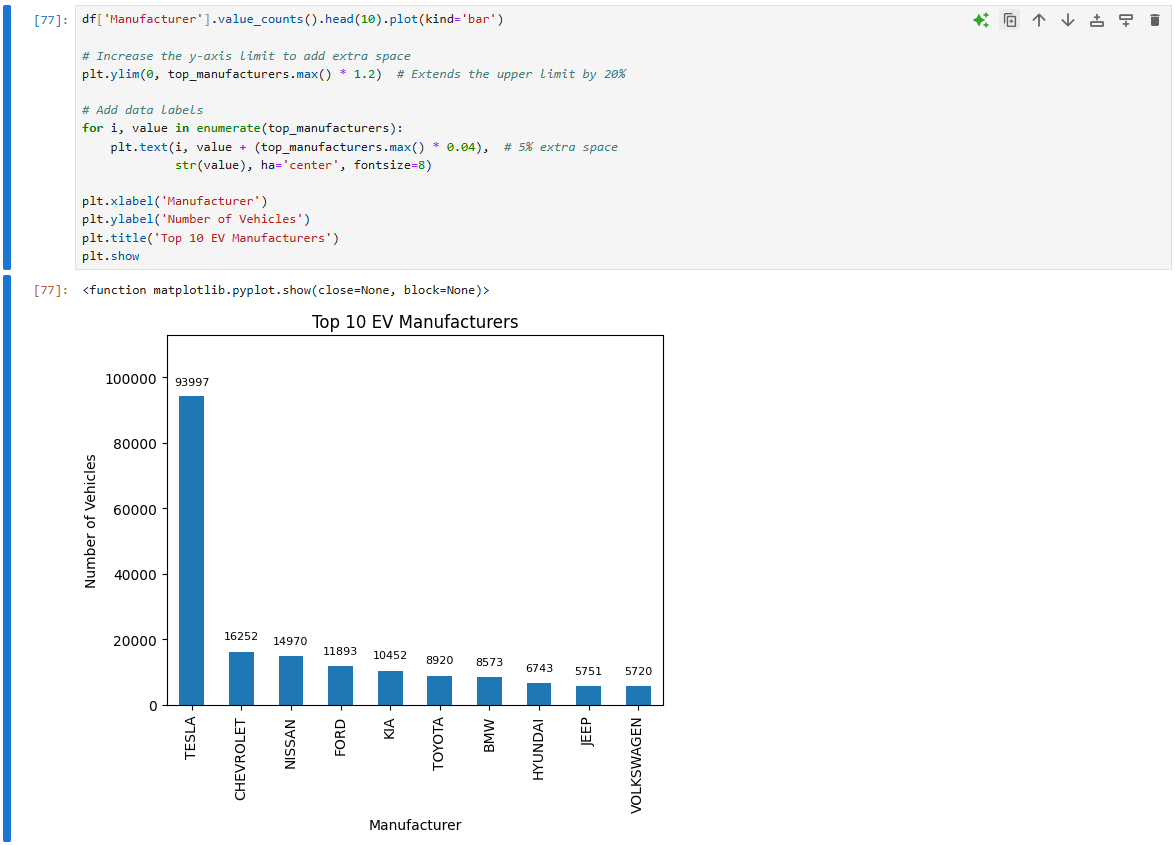 [77]: df['Manufacturer'].value_counts().head(10).plot(kind='bar')
# Increase the y-axis limit to add extra space
plt.ylim(0, top_manufacturers.max() * 1.2)  # Extends the upper limit by 20%
# Add data labels
for i, value in enumerate(top_manufacturers):
    plt.text(i, value + (top_manufacturers.max() * 0.04),  # 5% extra space
             str(value), ha='center', fontsize=8)
plt.xlabel('Manufacturer')
plt.ylabel('Number of Vehicles')
plt.title('Top 10 EV Manufacturers')
plt.show
[77]: <function matplotlib.pyplot.show(close=None, block=None)>
Top 10 EV Manufacturers
Number of Vehicles
100000
80000
60000
40000
20000
0
93997
16252
14970
11893
10452
8920
8573
6743
5751
5720
TESLA
CHEVROLET
NISSAN
FORD
KIA
TOYOTA
BMW
HYUNDAI
JEEP
VOLKSWAGEN
Manufacturer